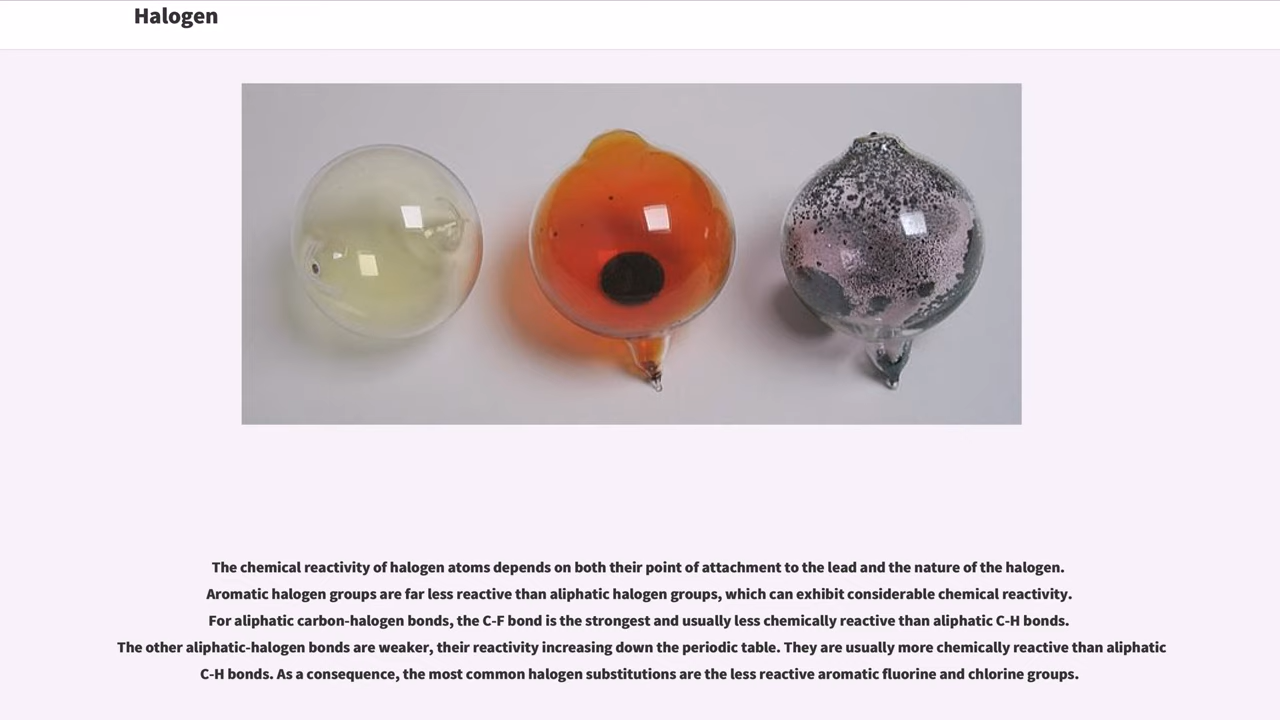 Halogen
The chemical reactivity of halogen atoms depends on both their point of attachment to the lead and the nature of the halogen.
Aromatic halogen groups are far less reactive than aliphatic halogen groups, which can exhibit considerable chemical reactivity.
For aliphatic carbon-halogen bonds, the C-F bond is the strongest and usually less chemically reactive than aliphatic C-H bonds.
The other aliphatic-halogen bonds are weaker, their reactivity increasing down the periodic table. They are usually more chemically reactive than aliphatic
C-H bonds. As a consequence, the most common halogen substitutions are the less reactive aromatic fluorine and chlorine groups.